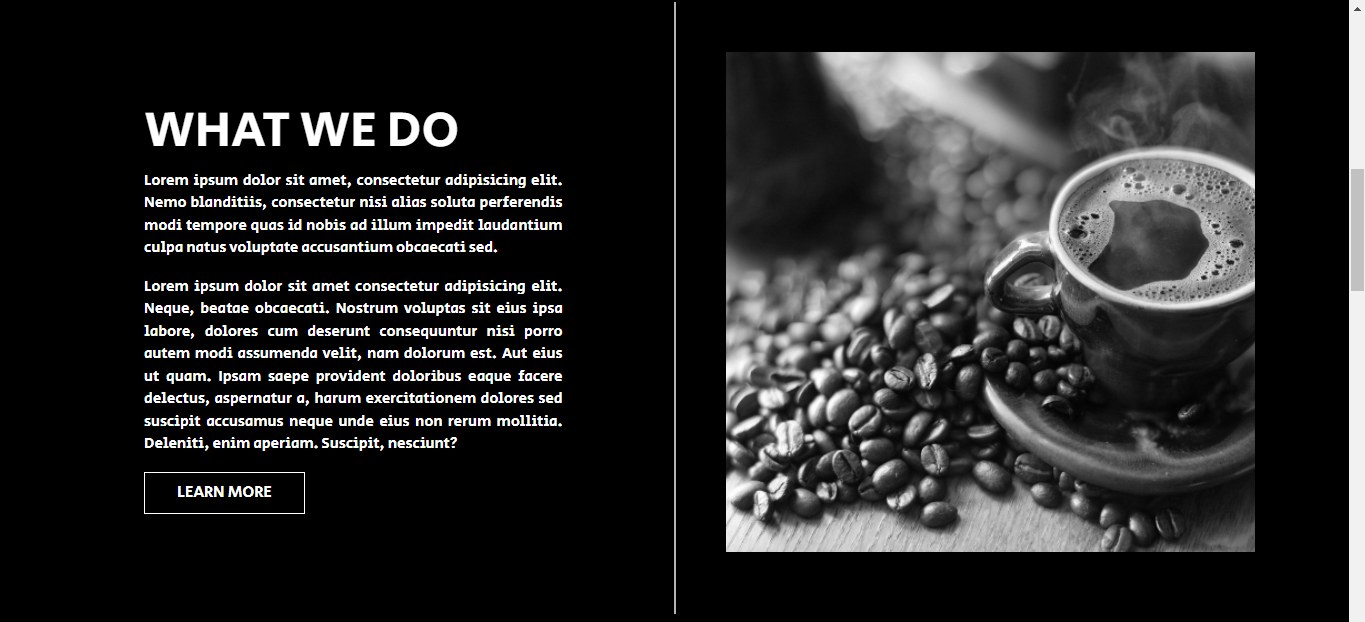 WHAT WE DO
Lorem ipsum dolor sit amet, consectetur adipisicing elit.
Nemo blanditiis, consectetur nisi alias soluta perferendis
modi tempore quas id nobis ad illum impedit laudantium
culpa natus voluptate accusantium obcaecati sed.
Lorem ipsum dolor sit amet consectetur adipisicing elit.
Neque, beatae obcaecati. Nostrum voluptas sit eius ipsa
labore, dolores cum deserunt consequuntur nisi porro
autem modi assumenda velit, nam dolorum est. Aut eius
ut quam. Ipsam saepe provident doloribus eaque facere
delectus, aspernatur a, harum exercitationem dolores sed
suscipit accusamus neque unde eius non rerum mollitia.
Deleniti, enim aperiam. Suscipit, nesciunt?
LEARN MORE